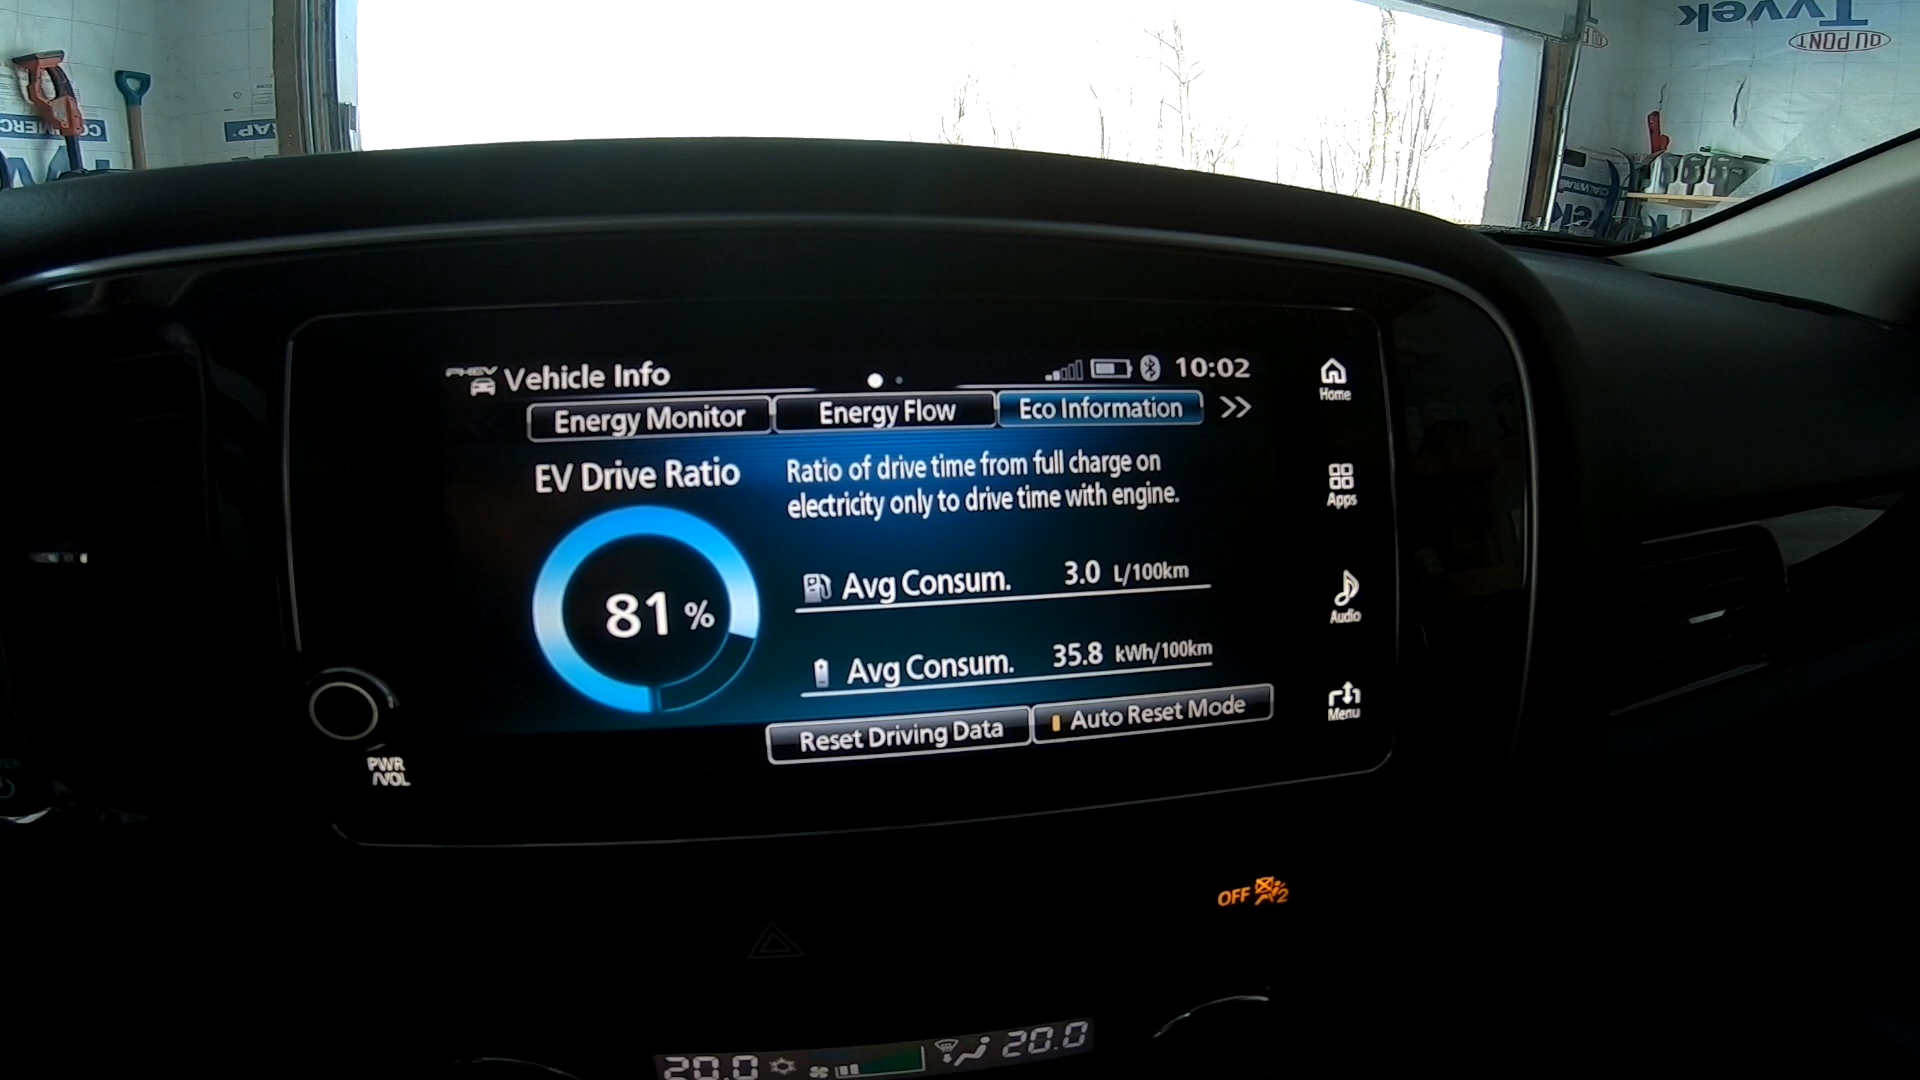 Tyvek
DU PONT
PHEV
Vehicle Info
10:02
Energy Monitor
Energy Flow
Eco Information
Home
EV Drive Ratio
Ratio of drive time from full charge on
electricity only to drive time with engine.
Apps
81 %
Avg Consum. 3.0 L/100km
Audio
Avg Consum. 35.8 kWh/100km
Menu
Reset Driving Data
Auto Reset Mode
PWR
/VOL
OFF
2
20.0
20.0